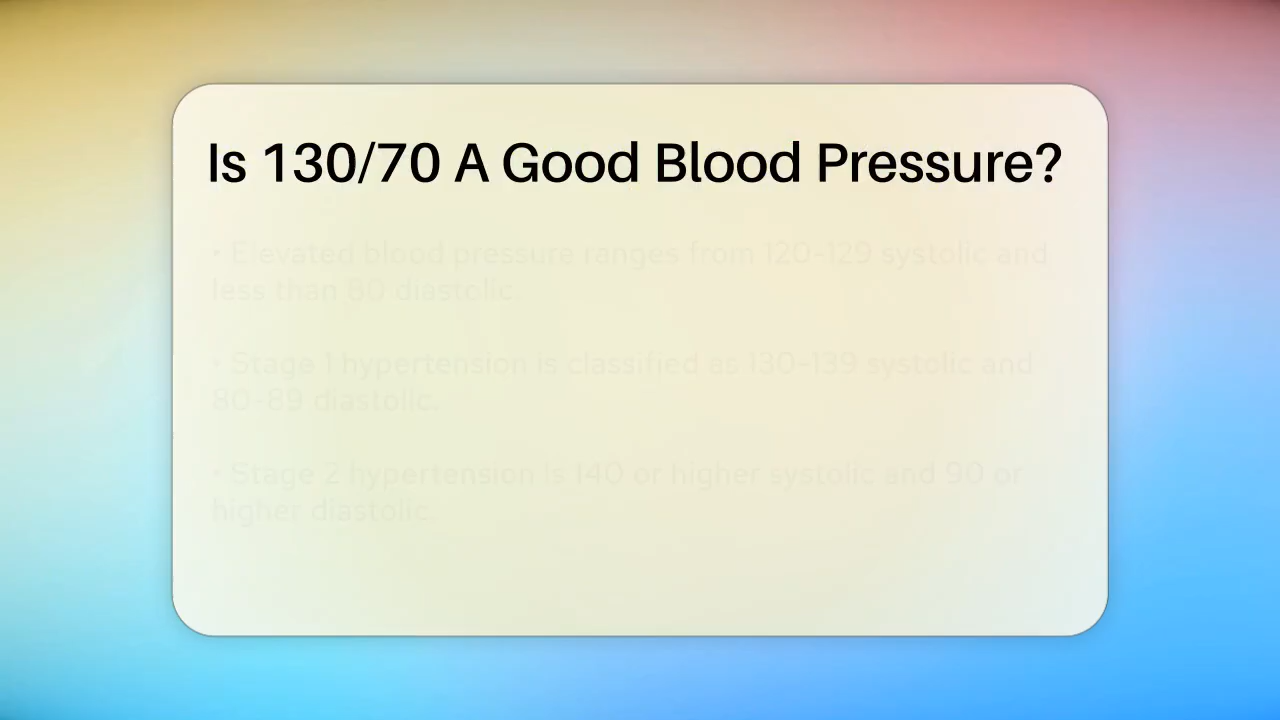 Is 130/70 A Good Blood Pressure?
• Elevated blood pressure ranges from 120-129 systolic and
less than 80 diastolic.
• Stage 1 hypertension is classified as 130-139 systolic and
80-89 diastolic.
• Stage 2 hypertension is 140 or higher systolic and 90 or
higher diastolic.